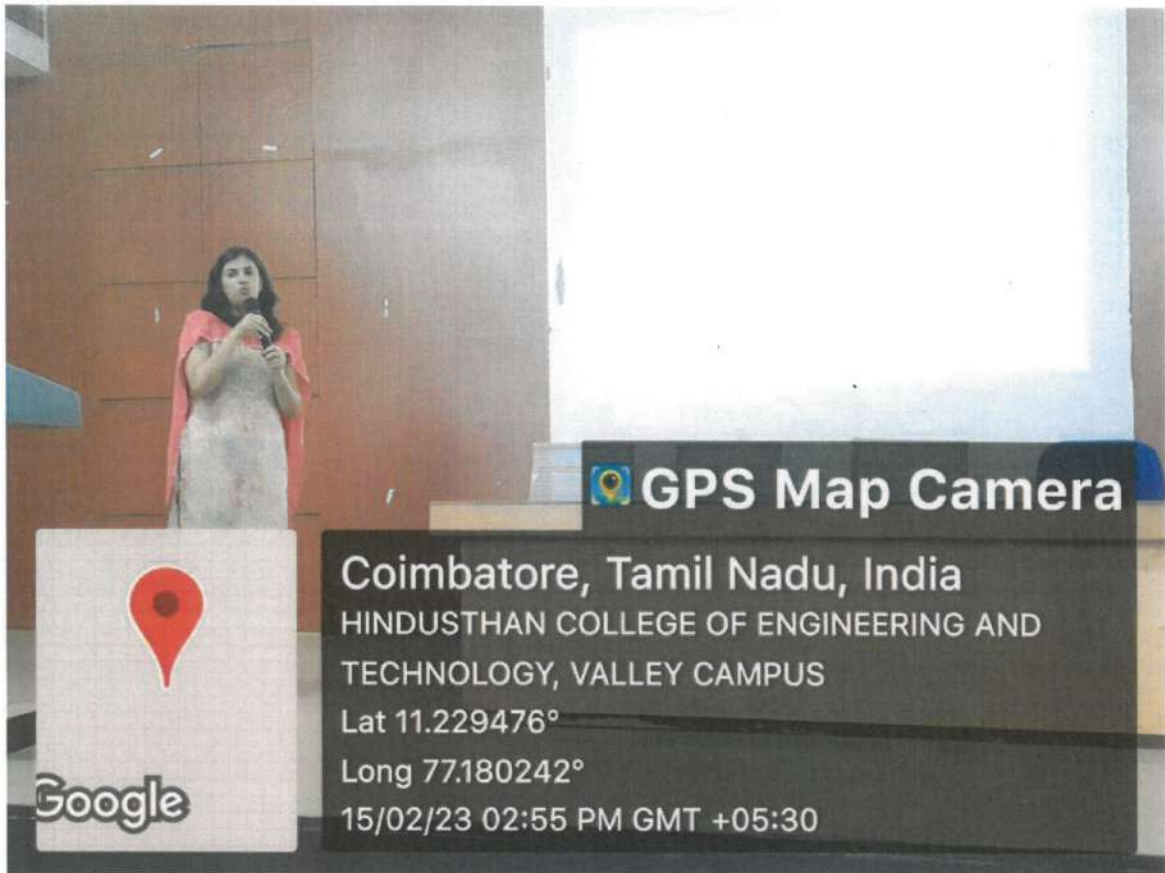 GPS Map Camera
Coimbatore, Tamil Nadu, India
HINDUSTHAN COLLEGE OF ENGINEERING AND
TECHNOLOGY, VALLEY CAMPUS
Lat 11.229476°
Long 77.180242°
15/02/23 02:55 PM GMT +05:30
Google